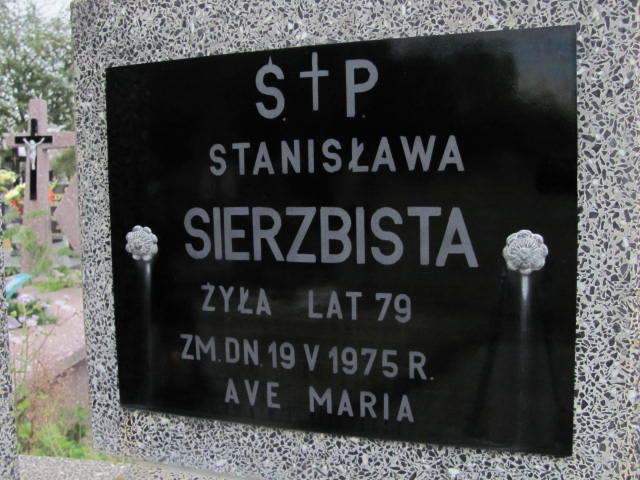 Ś. † P.
STANISŁAWA
SIERZBISTA
ŻYŁA LAT 79
ZM. DN. 19 V 1975 R.
AVE MARIA